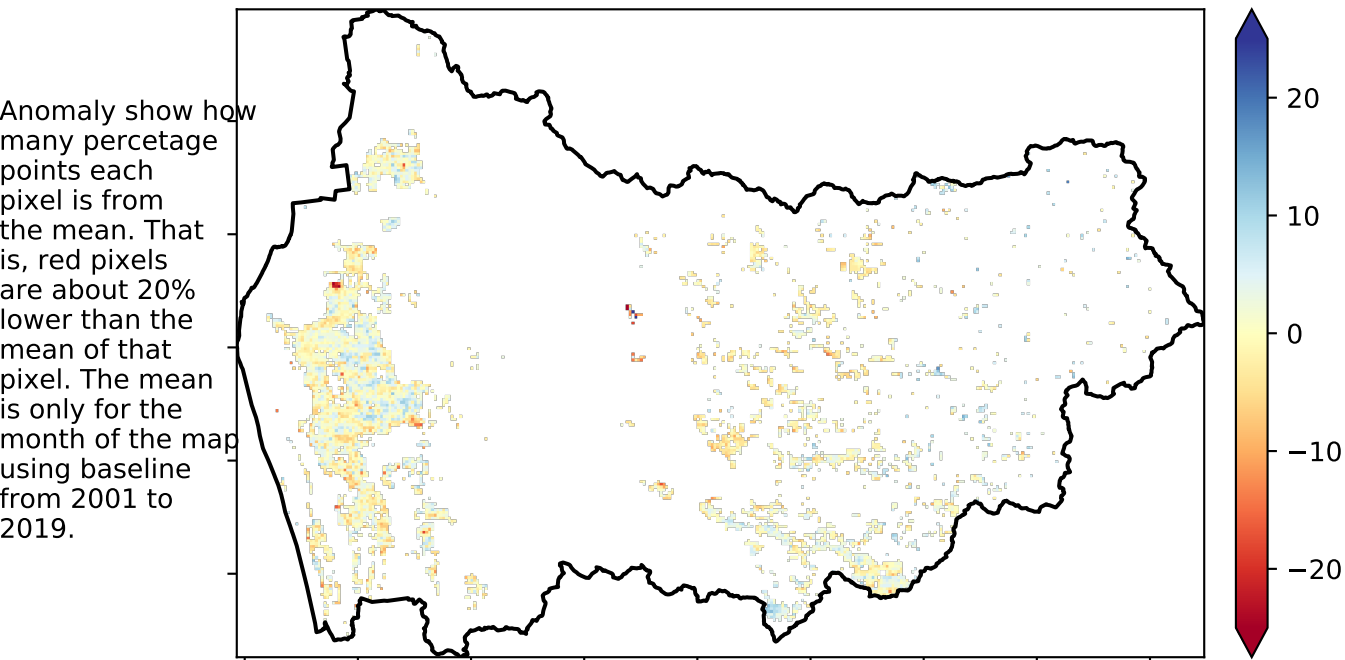 Anomaly show how
many percetage
points each
pixel is from
the mean. That
is, red pixels
are about 20%
lower than the
mean of that
pixel. The mean
is only for the
month of the map
using baseline
from 2001 to
2019.
20
10
0
−10
−20